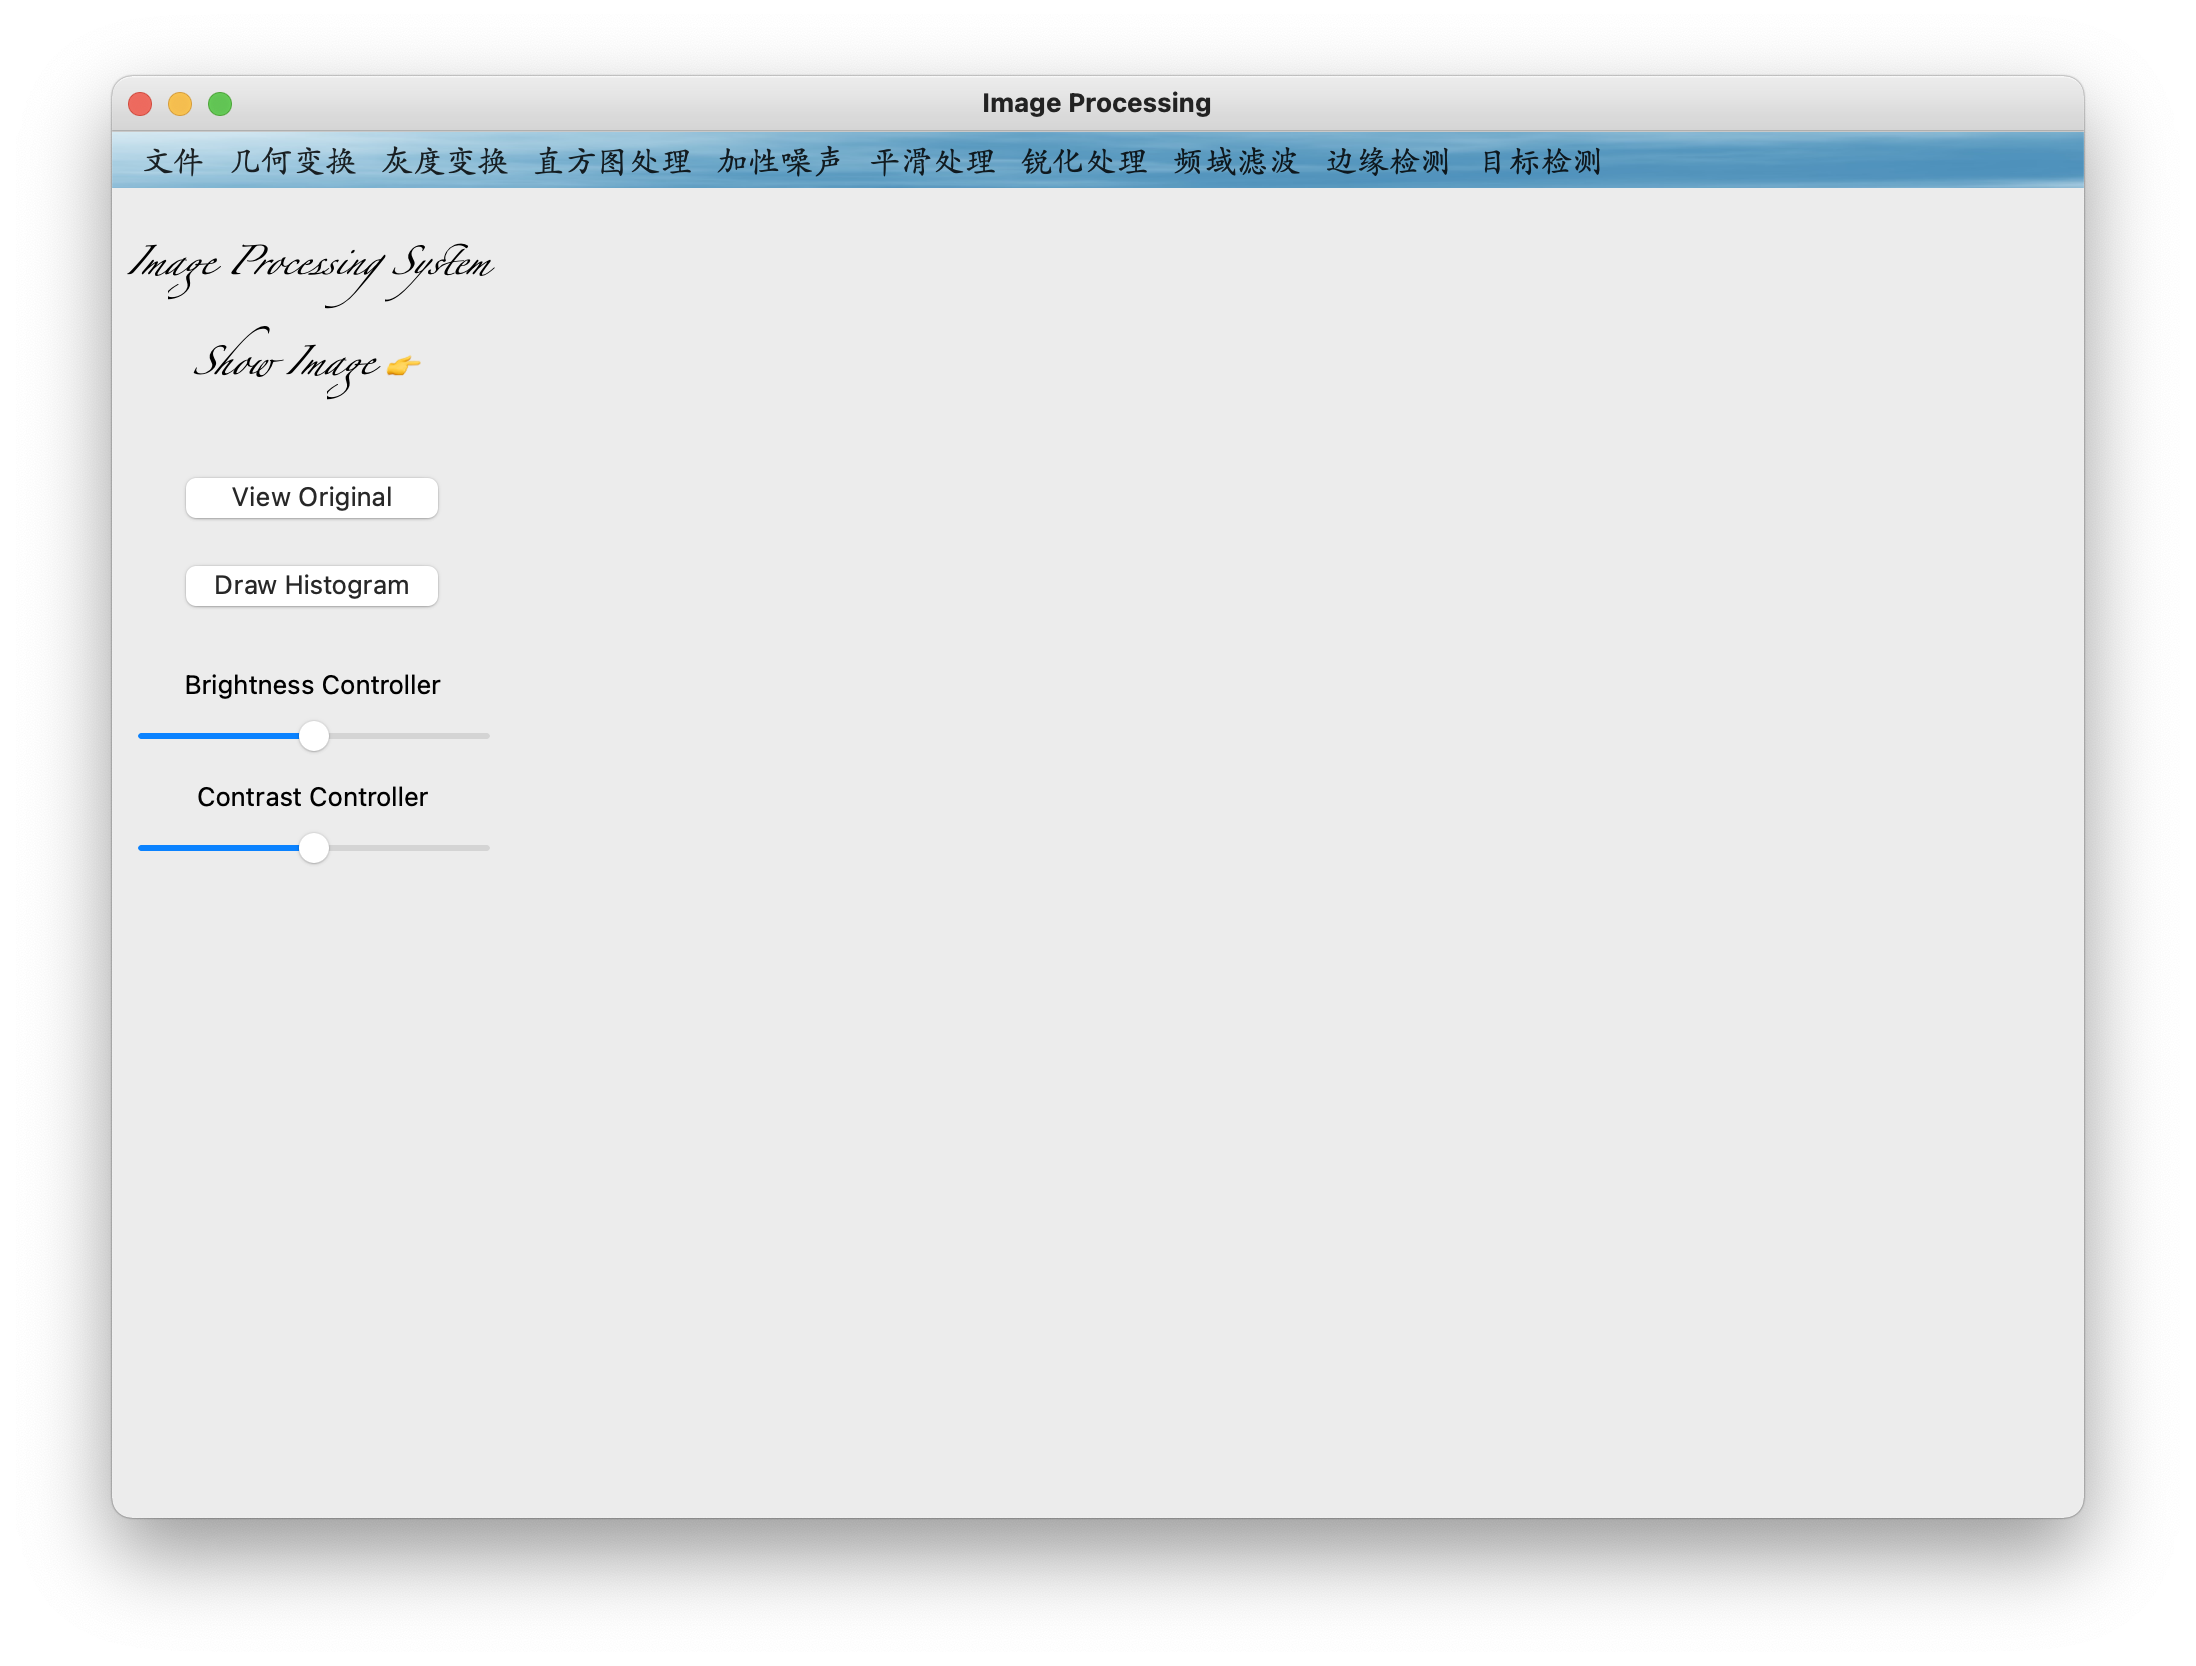 Image Processing
文件 几何变换 灰度变换 直方图处理 加性噪声 平滑处理 锐化处理 频域滤波 边缘检测 目标检测
Image Processing System
Show Image 👉
View Original
Draw Histogram
Brightness Controller
Contrast Controller